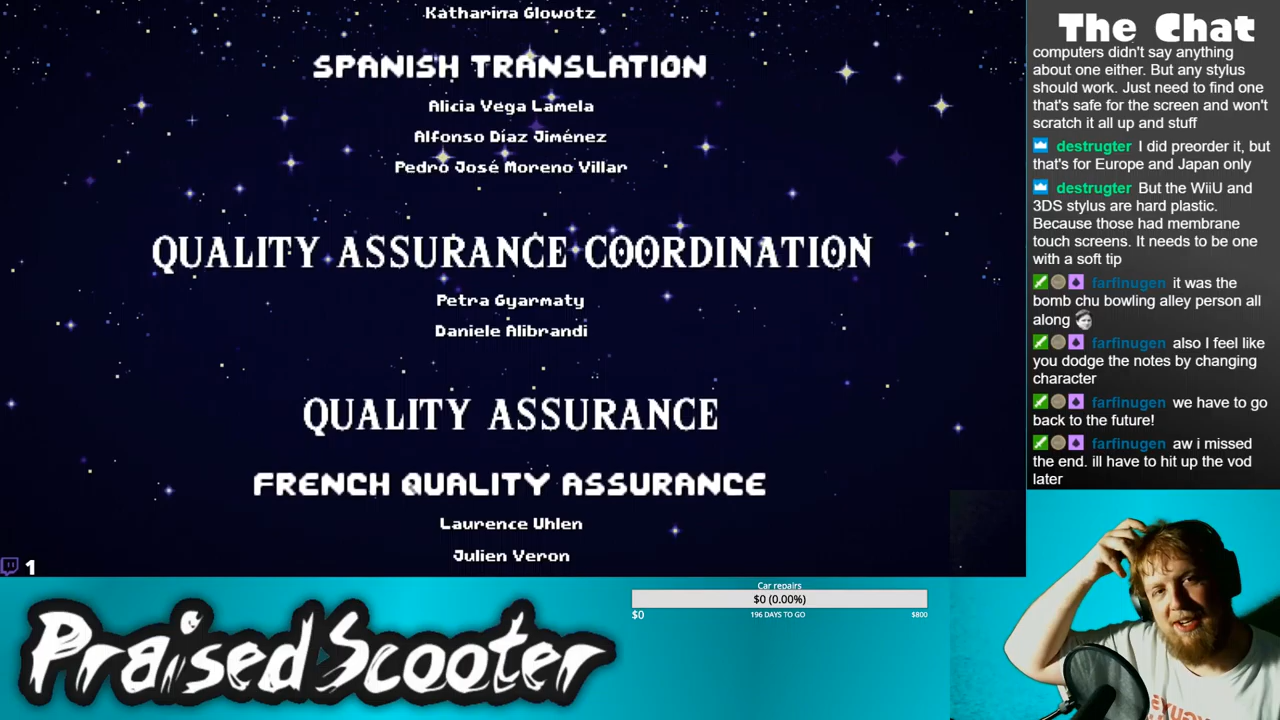 Katharina Glowotz
SPANISH TRANSLATION
Alicia Vega Lamela
Alfonso Díaz Jiménez
Pedro José Moreno Villar
QUALITY ASSURANCE COORDINATION
Petra Gyarmaty
Daniele Alibrandi
QUALITY ASSURANCE
FRENCH QUALITY ASSURANCE
Laurence Uhlen
Julien Veron
1
The Chat
computers didn't say anything
about one either. But any stylus
should work. Just need to find one
that's safe for the screen and won't
scratch it all up and stuff
destrugter I did preorder it, but
that's for Europe and Japan only
destrugter But the WiiU and
3DS stylus are hard plastic.
Because those had membrane
touch screens. It needs to be one
with a soft tip
farfinugen it was the
bomb chu bowling alley person all
along
farfinugen also I feel like
you dodge the notes by changing
character
farfinugen we have to go
back to the future!
farfinugen aw i missed
the end. ill have to hit up the vod
later
PraisedScooter
Car repairs
$0 (0.00%)
$0 196 DAYS TO GO $800